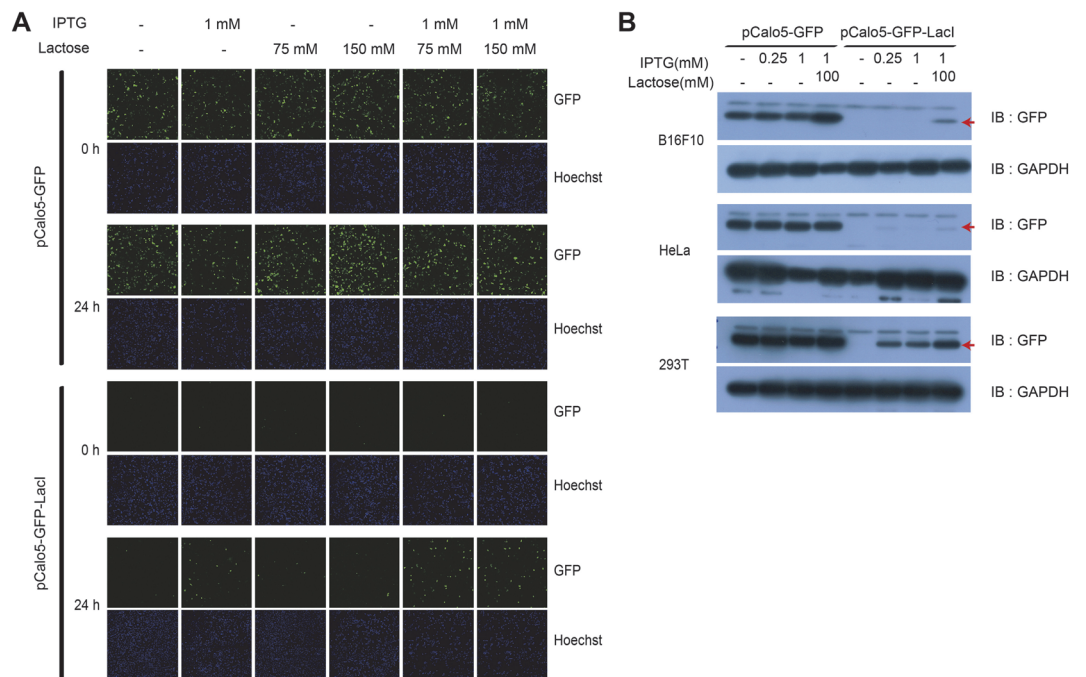 A
IPTG - 1 mM - - 1 mM 1 mM
Lactose - - 75 mM 150 mM 75 mM 150 mM
pCalo5-GFP
0 h
GFP
Hoechst
24 h
GFP
Hoechst
pCalo5-GFP-LacI
0 h
GFP
Hoechst
24 h
GFP
Hoechst
B
pCalo5-GFP pCalo5-GFP-LacI
IPTG(mM) - 0.25 1 1 - 0.25 1 1
Lactose(mM) - - - 100 - - - 100
B16F10
IB : GFP
IB : GAPDH
HeLa
IB : GFP
IB : GAPDH
293T
IB : GFP
IB : GAPDH